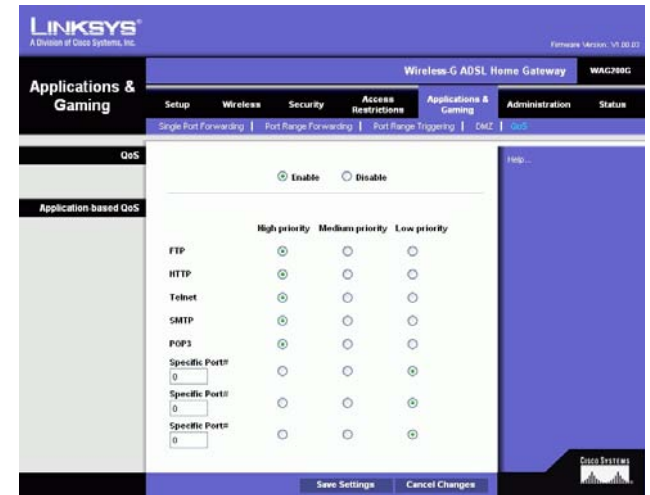 LINKSYS®
A Division of Cisco Systems, Inc.
Firmware Version: V1.00.03
Wireless-G ADSL Home Gateway WAG200G
Applications & Gaming
Setup Wireless Security Access Restrictions Applications & Gaming Administration Status
Single Port Forwarding | Port Range Forwarding | Port Range Triggering | DMZ | QoS
QoS
Enable Disable
Help...
Application-based QoS
High priority Medium priority Low priority
FTP
HTTP
Telnet
SMTP
POP3
Specific Port#
0
Specific Port#
0
Specific Port#
0
Save Settings Cancel Changes
CISCO SYSTEMS